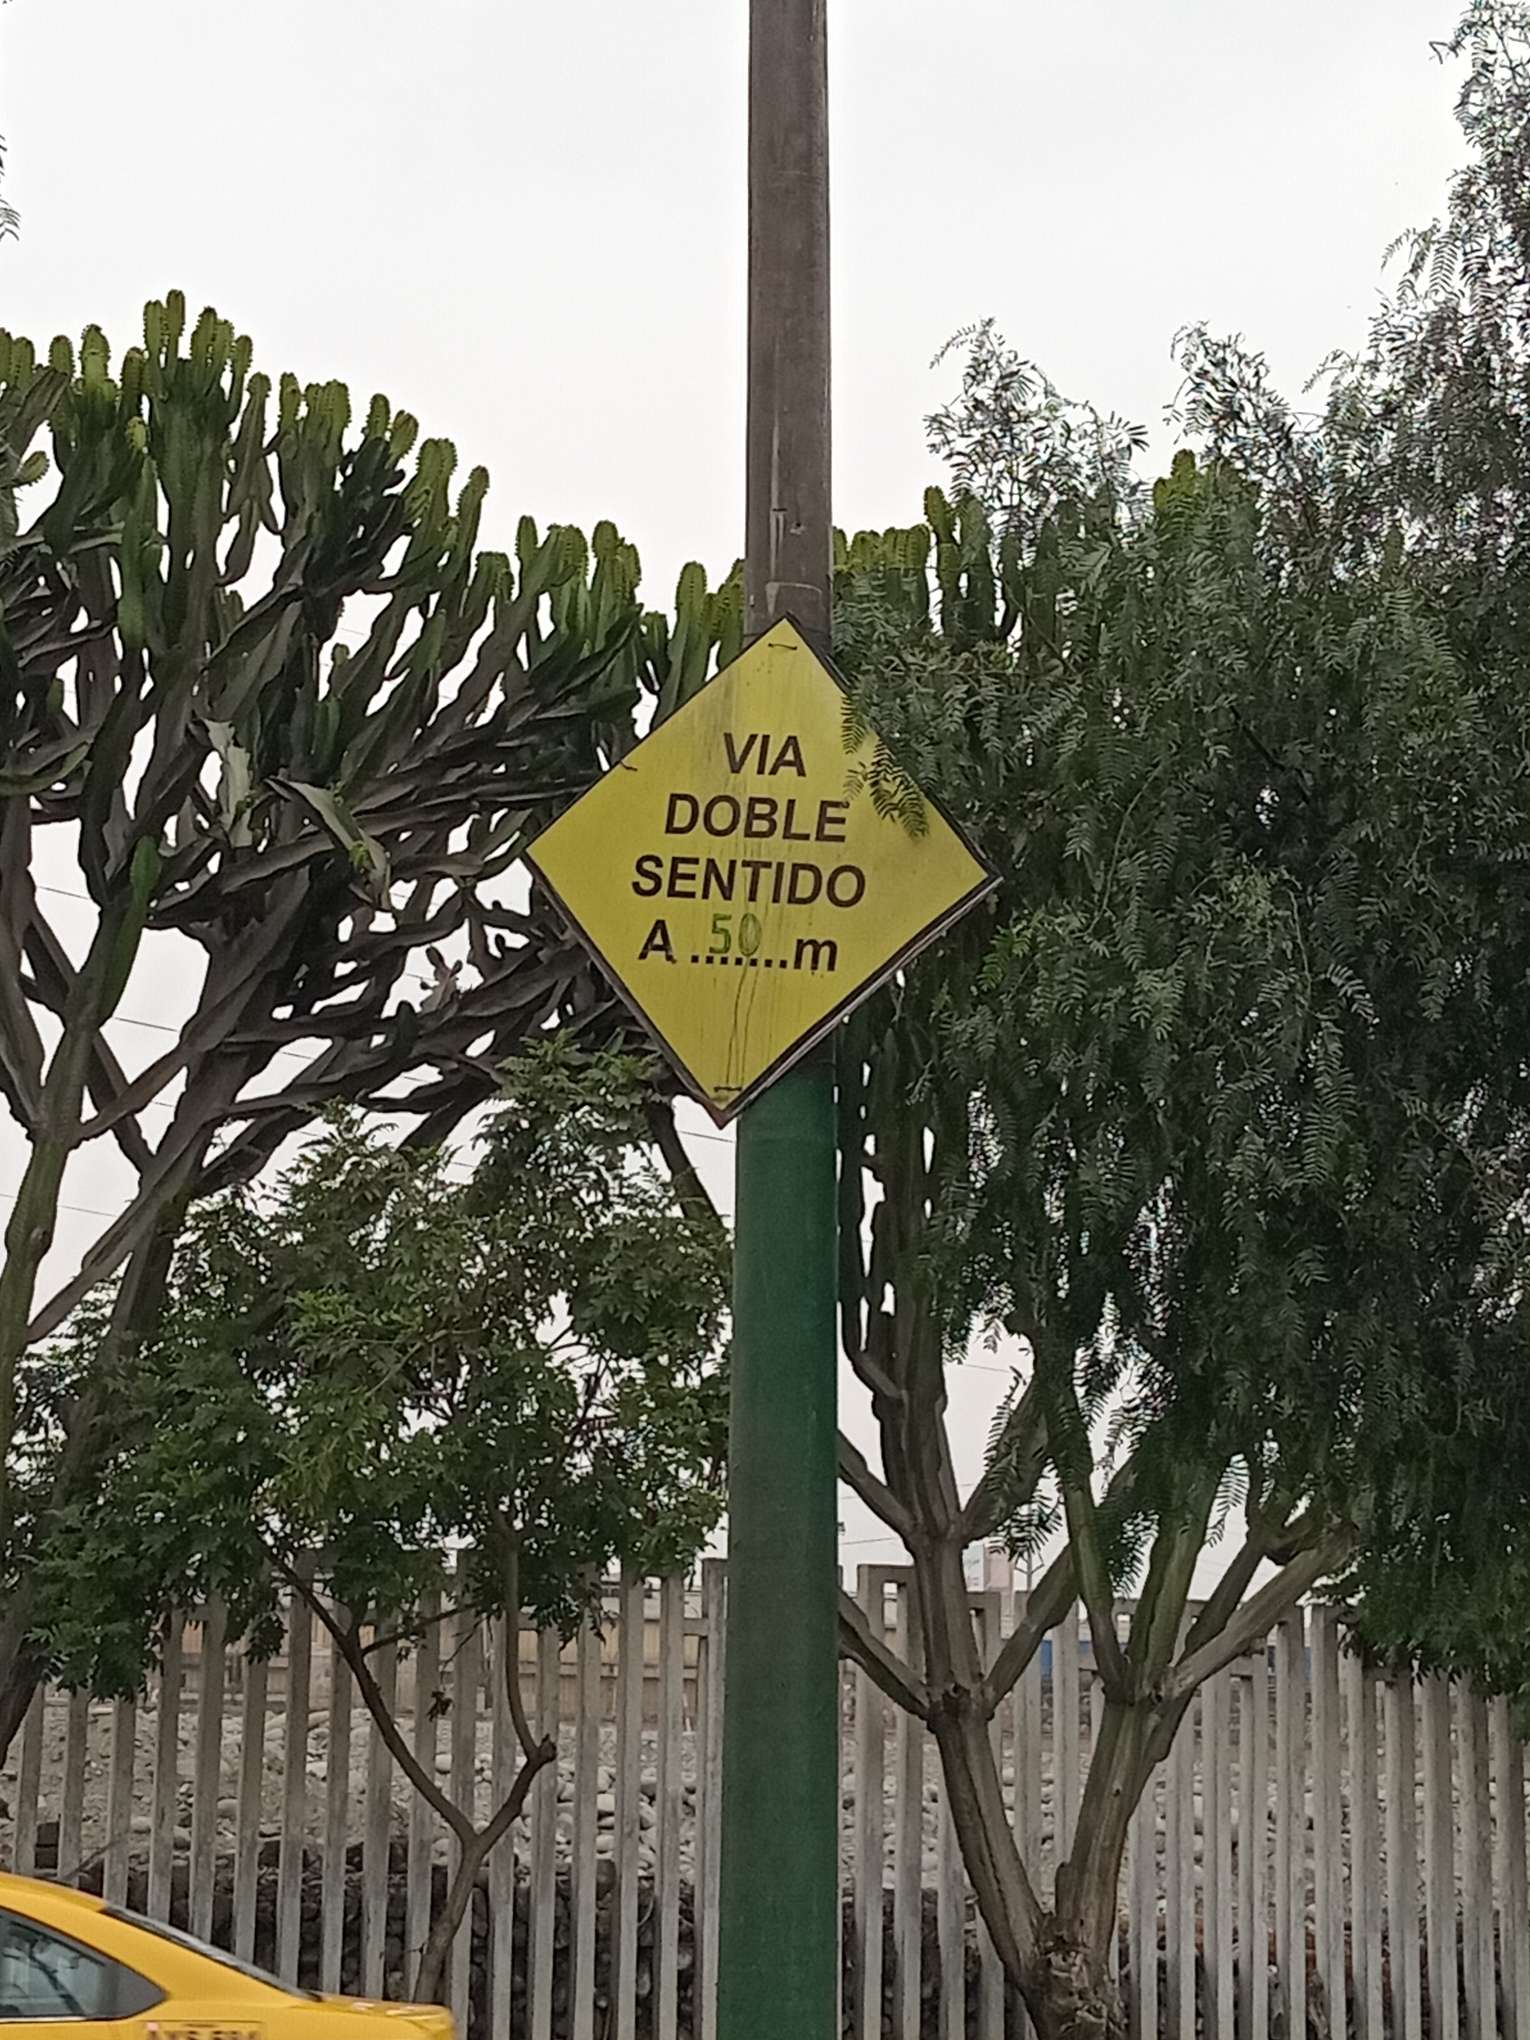 VIA
DOBLE
SENTIDO
A ..50..m